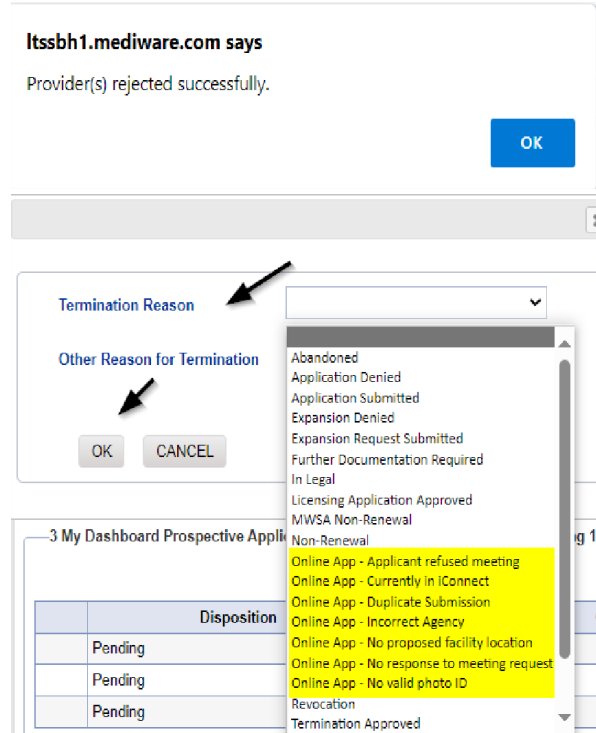 ltssbh1.mediware.com says
Provider(s) rejected successfully.
OK
Termination Reason
Other Reason for Termination
OK CANCEL
Abandoned
Application Denied
Application Submitted
Expansion Denied
Expansion Request Submitted
Further Documentation Required
In Legal
Licensing Application Approved
MWSA Non-Renewal
Non-Renewal
Online App - Applicant refused meeting
Online App - Currently in iConnect
Online App - Duplicate Submission
Online App - Incorrect Agency
Online App - No proposed facility location
Online App - No response to meeting request
Online App - No valid photo ID
Revocation
Termination Approved
3 My Dashboard Prospective Appli
g 1
Disposition
Pending
Pending
Pending